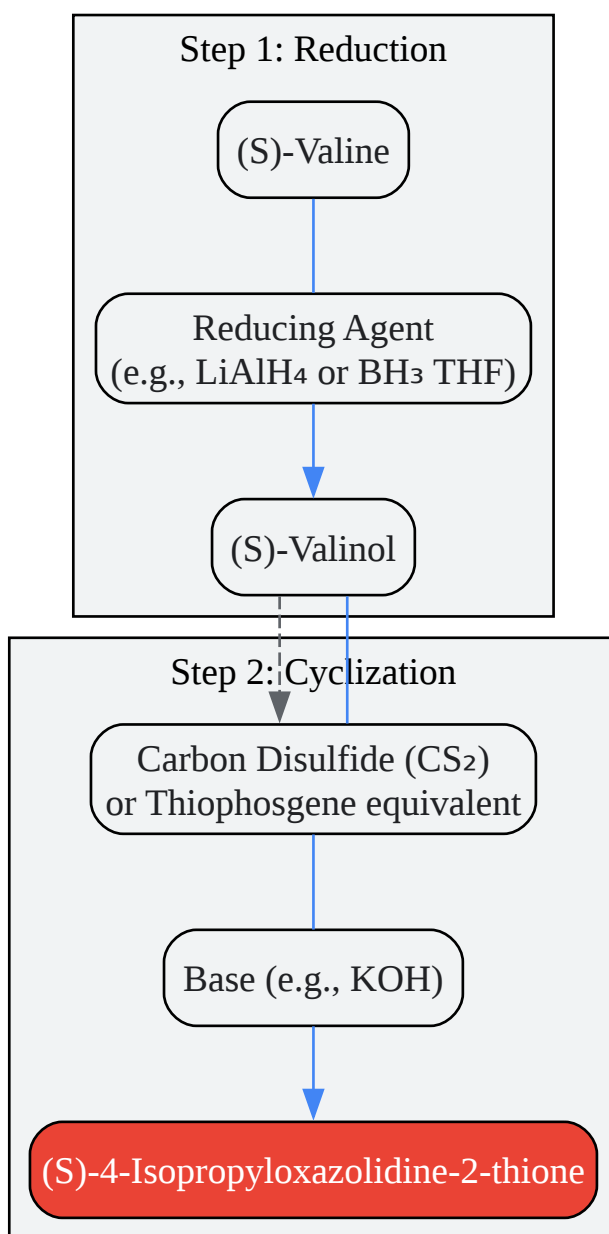 Step 1: Reduction
(S)-Valine
Reducing Agent
(e.g., LiAlH₄ or BH₃ THF)
(S)-Valinol
Step 2: Cyclization
Carbon Disulfide (CS₂)
or Thiophosgene equivalent
Base (e.g., KOH)
(S)-4-Isopropyloxazolidine-2-thione